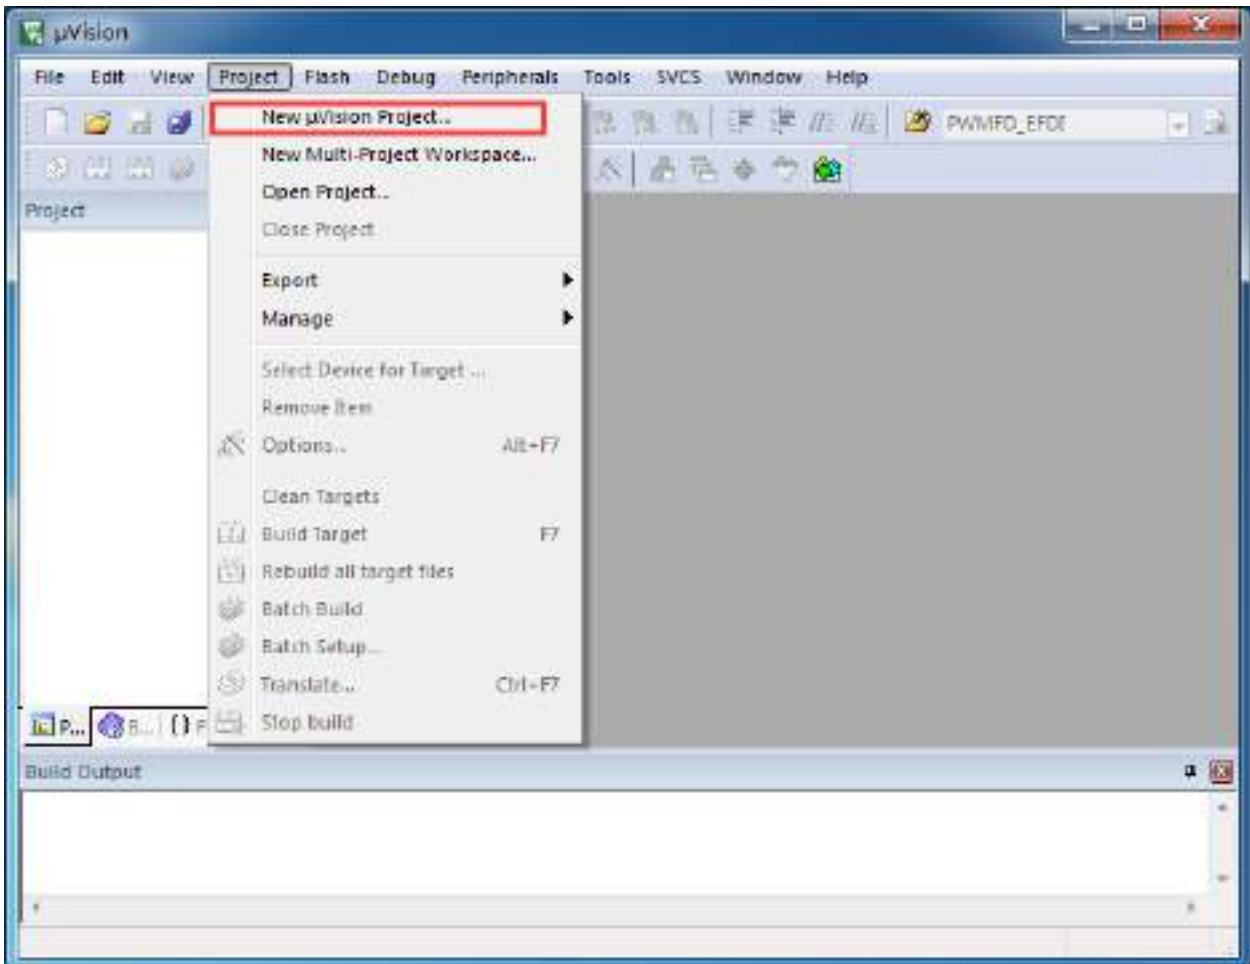 µVision
File Edit View Project Flash Debug Peripherals Tools SVCS Window Help
New µVision Project...
PWMFD_EFDE
New Multi-Project Workspace...
Open Project...
Project
Close Project
Export
Manage
Select Device for Target ...
Remove Item
Options... Alt+F7
Clean Targets
Build Target F7
Rebuild all target files
Batch Build
Batch Setup...
Translate... Ctrl+F7
Stop build
P... B... {} F
Build Output